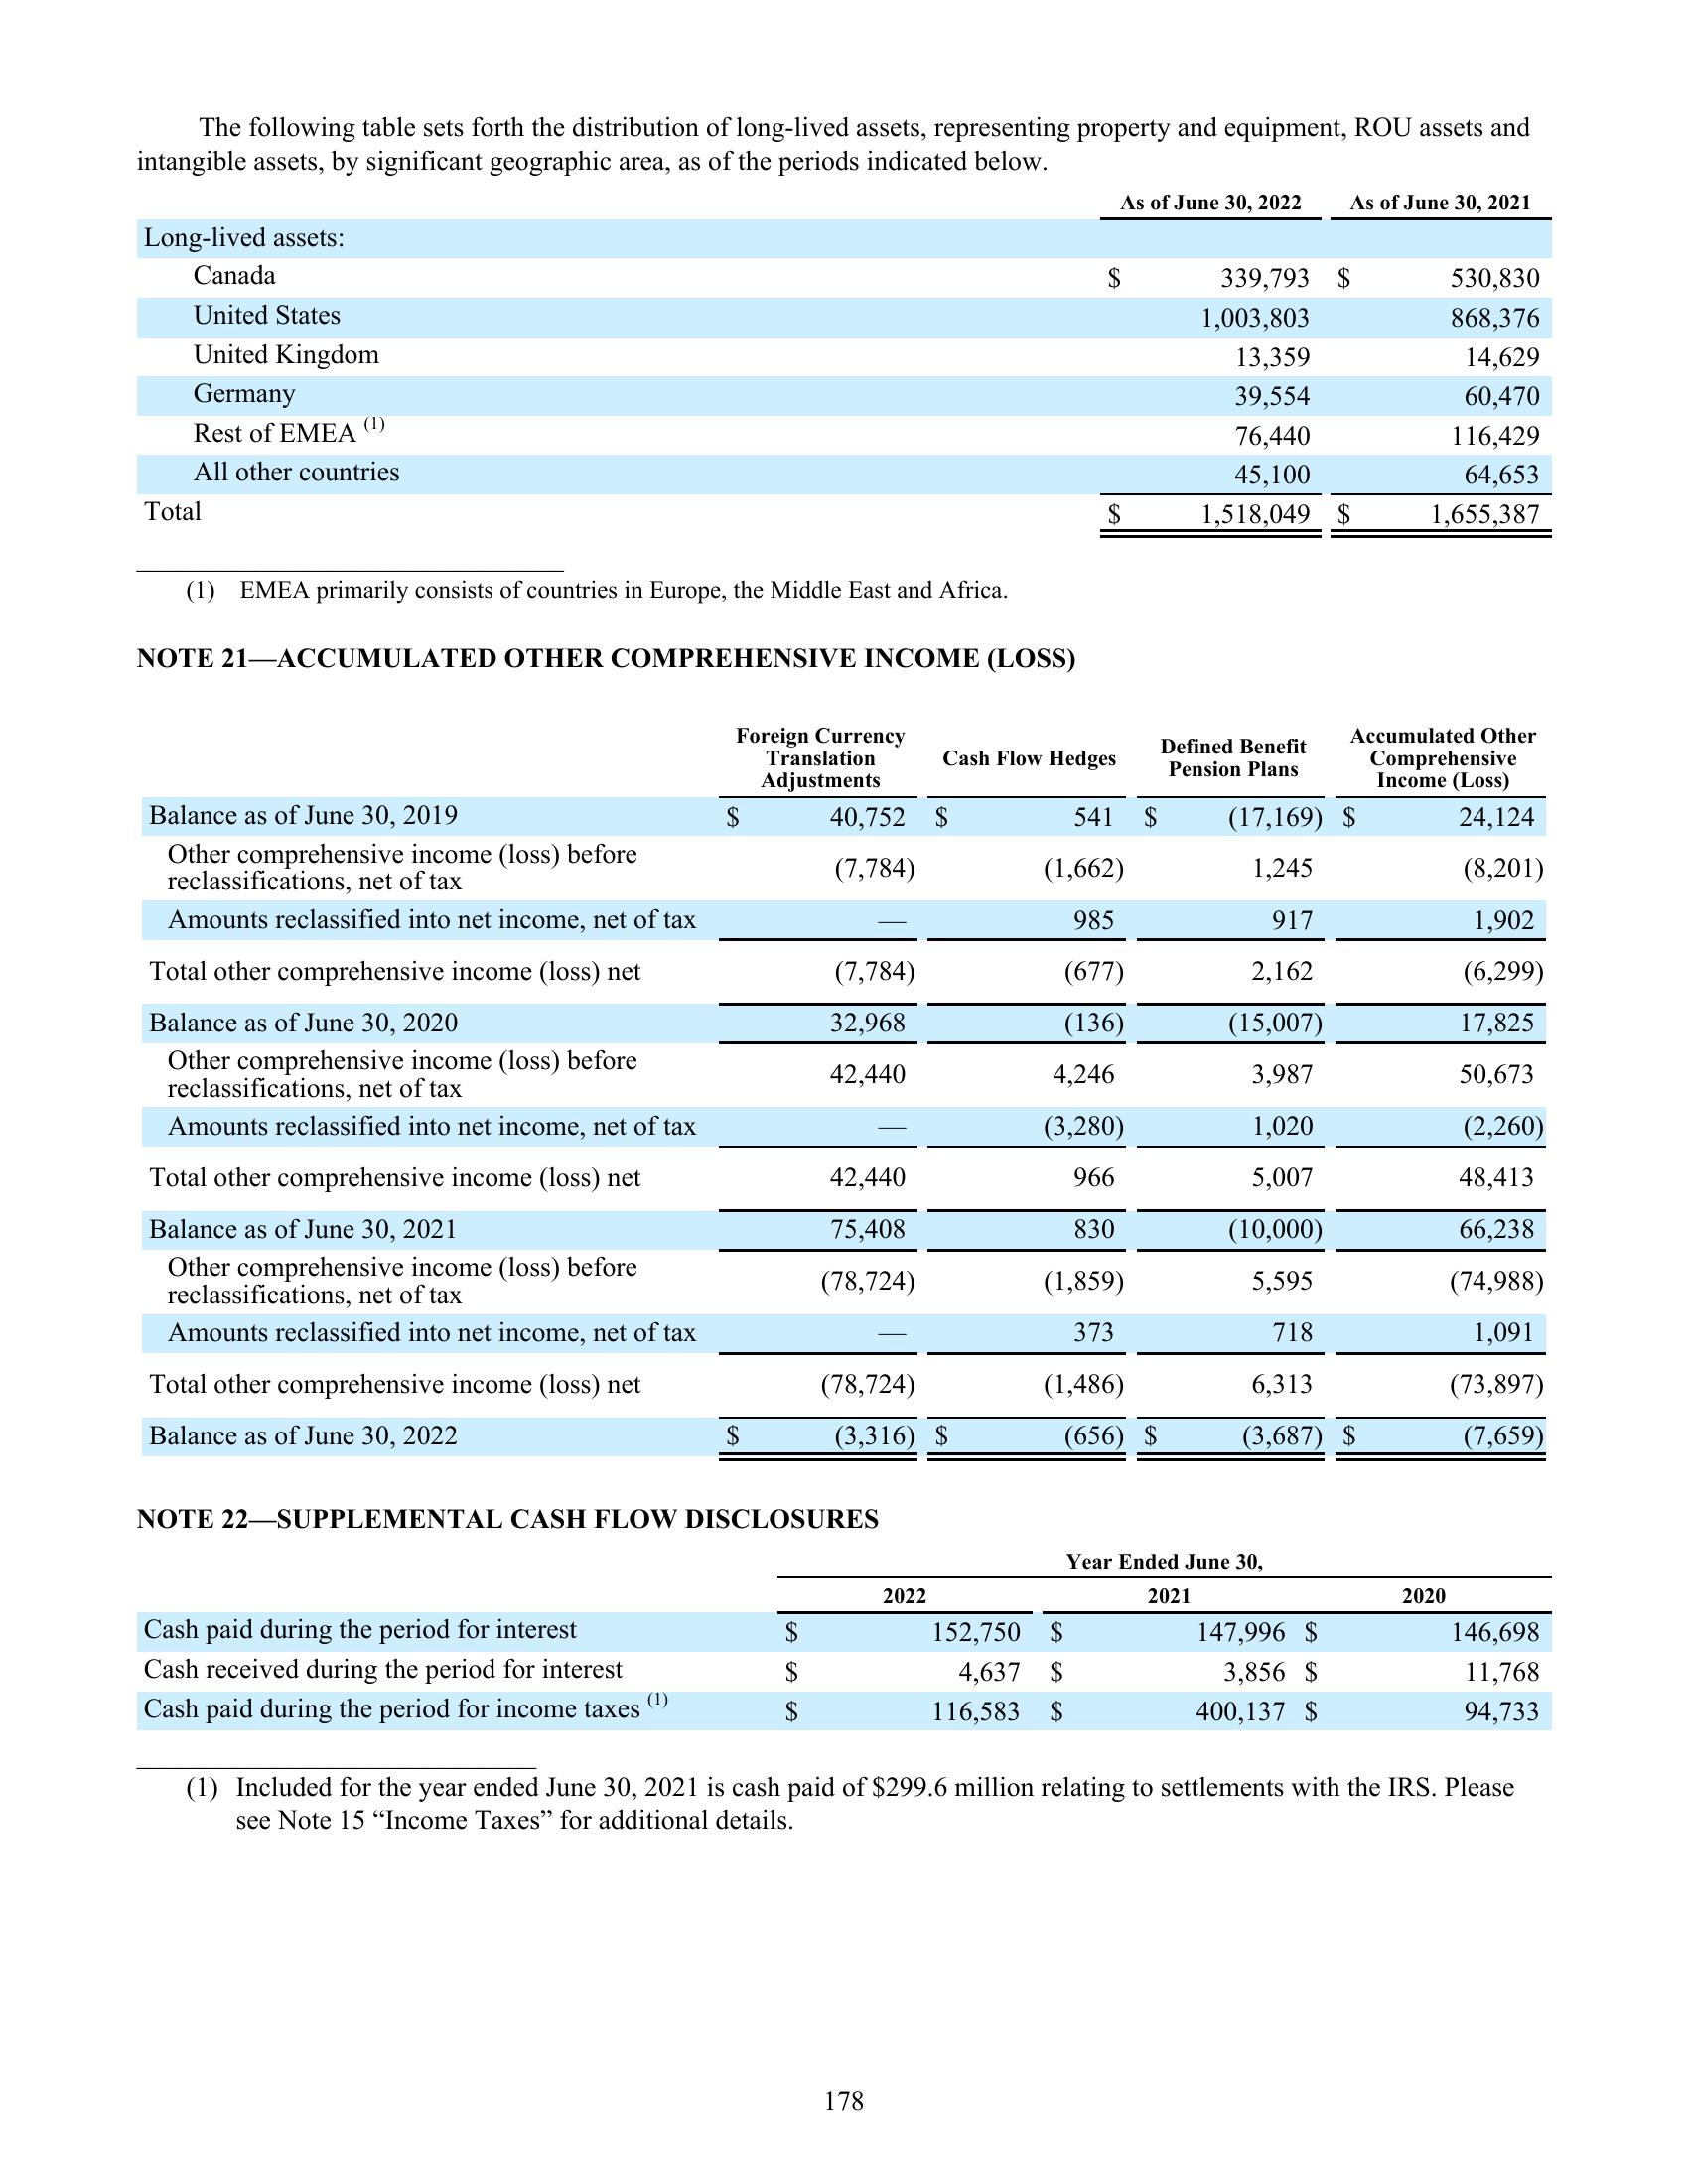 The following table sets forth the distribution of long-lived assets, representing property and equipment, ROU assets and
intangible assets, by significant geographic area, as of the periods indicated below.
As of June 30, 2022 As of June 30, 2021
Long-lived assets:
Canada $ 339,793 $ 530,830
United States 1,003,803 868,376
United Kingdom 13,359 14,629
Germany 39,554 60,470
Rest of EMEA (1) 76,440 116,429
All other countries 45,100 64,653
Total $ 1,518,049 $ 1,655,387
(1) EMEA primarily consists of countries in Europe, the Middle East and Africa.
NOTE 21—ACCUMULATED OTHER COMPREHENSIVE INCOME (LOSS)
Foreign Currency
Translation
Adjustments
Cash Flow Hedges
Defined Benefit
Pension Plans
Accumulated Other
Comprehensive
Income (Loss)
Balance as of June 30, 2019 $ 40,752 $ 541 $ (17,169) $ 24,124
Other comprehensive income (loss) before
reclassifications, net of tax (7,784) (1,662) 1,245 (8,201)
Amounts reclassified into net income, net of tax — 985 917 1,902
Total other comprehensive income (loss) net (7,784) (677) 2,162 (6,299)
Balance as of June 30, 2020 32,968 (136) (15,007) 17,825
Other comprehensive income (loss) before
reclassifications, net of tax 42,440 4,246 3,987 50,673
Amounts reclassified into net income, net of tax — (3,280) 1,020 (2,260)
Total other comprehensive income (loss) net 42,440 966 5,007 48,413
Balance as of June 30, 2021 75,408 830 (10,000) 66,238
Other comprehensive income (loss) before
reclassifications, net of tax (78,724) (1,859) 5,595 (74,988)
Amounts reclassified into net income, net of tax — 373 718 1,091
Total other comprehensive income (loss) net (78,724) (1,486) 6,313 (73,897)
Balance as of June 30, 2022 $ (3,316) $ (656) $ (3,687) $ (7,659)
NOTE 22—SUPPLEMENTAL CASH FLOW DISCLOSURES
Year Ended June 30,
2022 2021 2020
Cash paid during the period for interest $ 152,750 $ 147,996 $ 146,698
Cash received during the period for interest $ 4,637 $ 3,856 $ 11,768
Cash paid during the period for income taxes (1) $ 116,583 $ 400,137 $ 94,733
(1) Included for the year ended June 30, 2021 is cash paid of $299.6 million relating to settlements with the IRS. Please
see Note 15 “Income Taxes” for additional details.
178